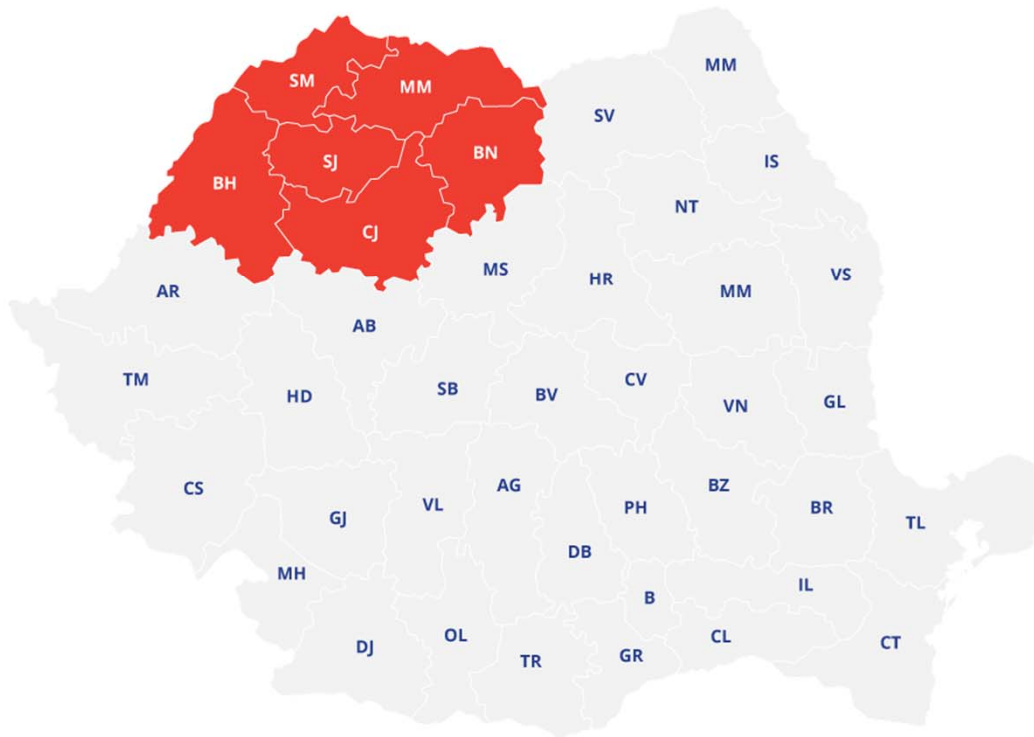 MM
SM
MM
SV
BN
SJ
IS
BH
NT
CJ
MS
VS
HR
AR
MM
AB
TM
CV
SB
HD
BV
GL
VN
AG
BZ
CS
VL
PH
BR
GJ
TL
DB
MH
IL
B
OL
CL
CT
DJ
GR
TR